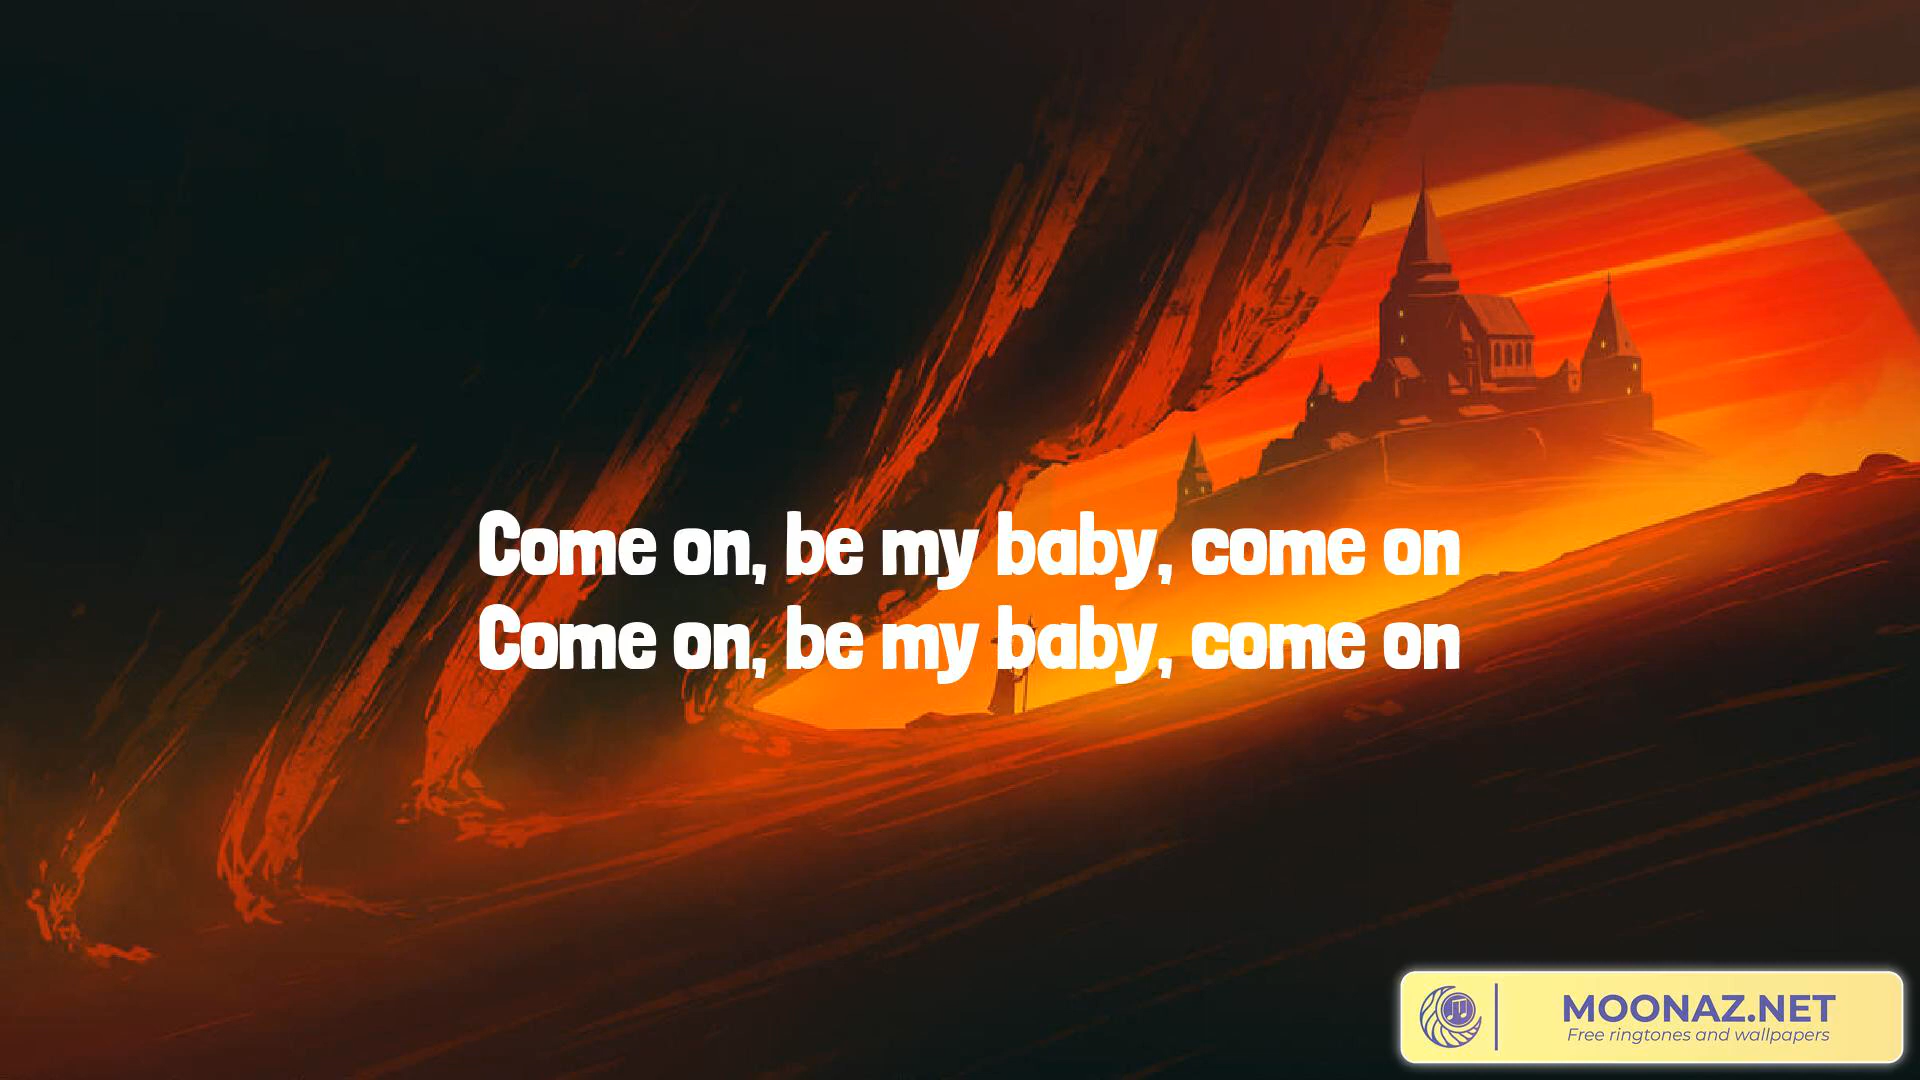 Come on, be my baby, come on
Come on, be my baby, come on
MOONAZ.NET
Free ringtones and wallpapers